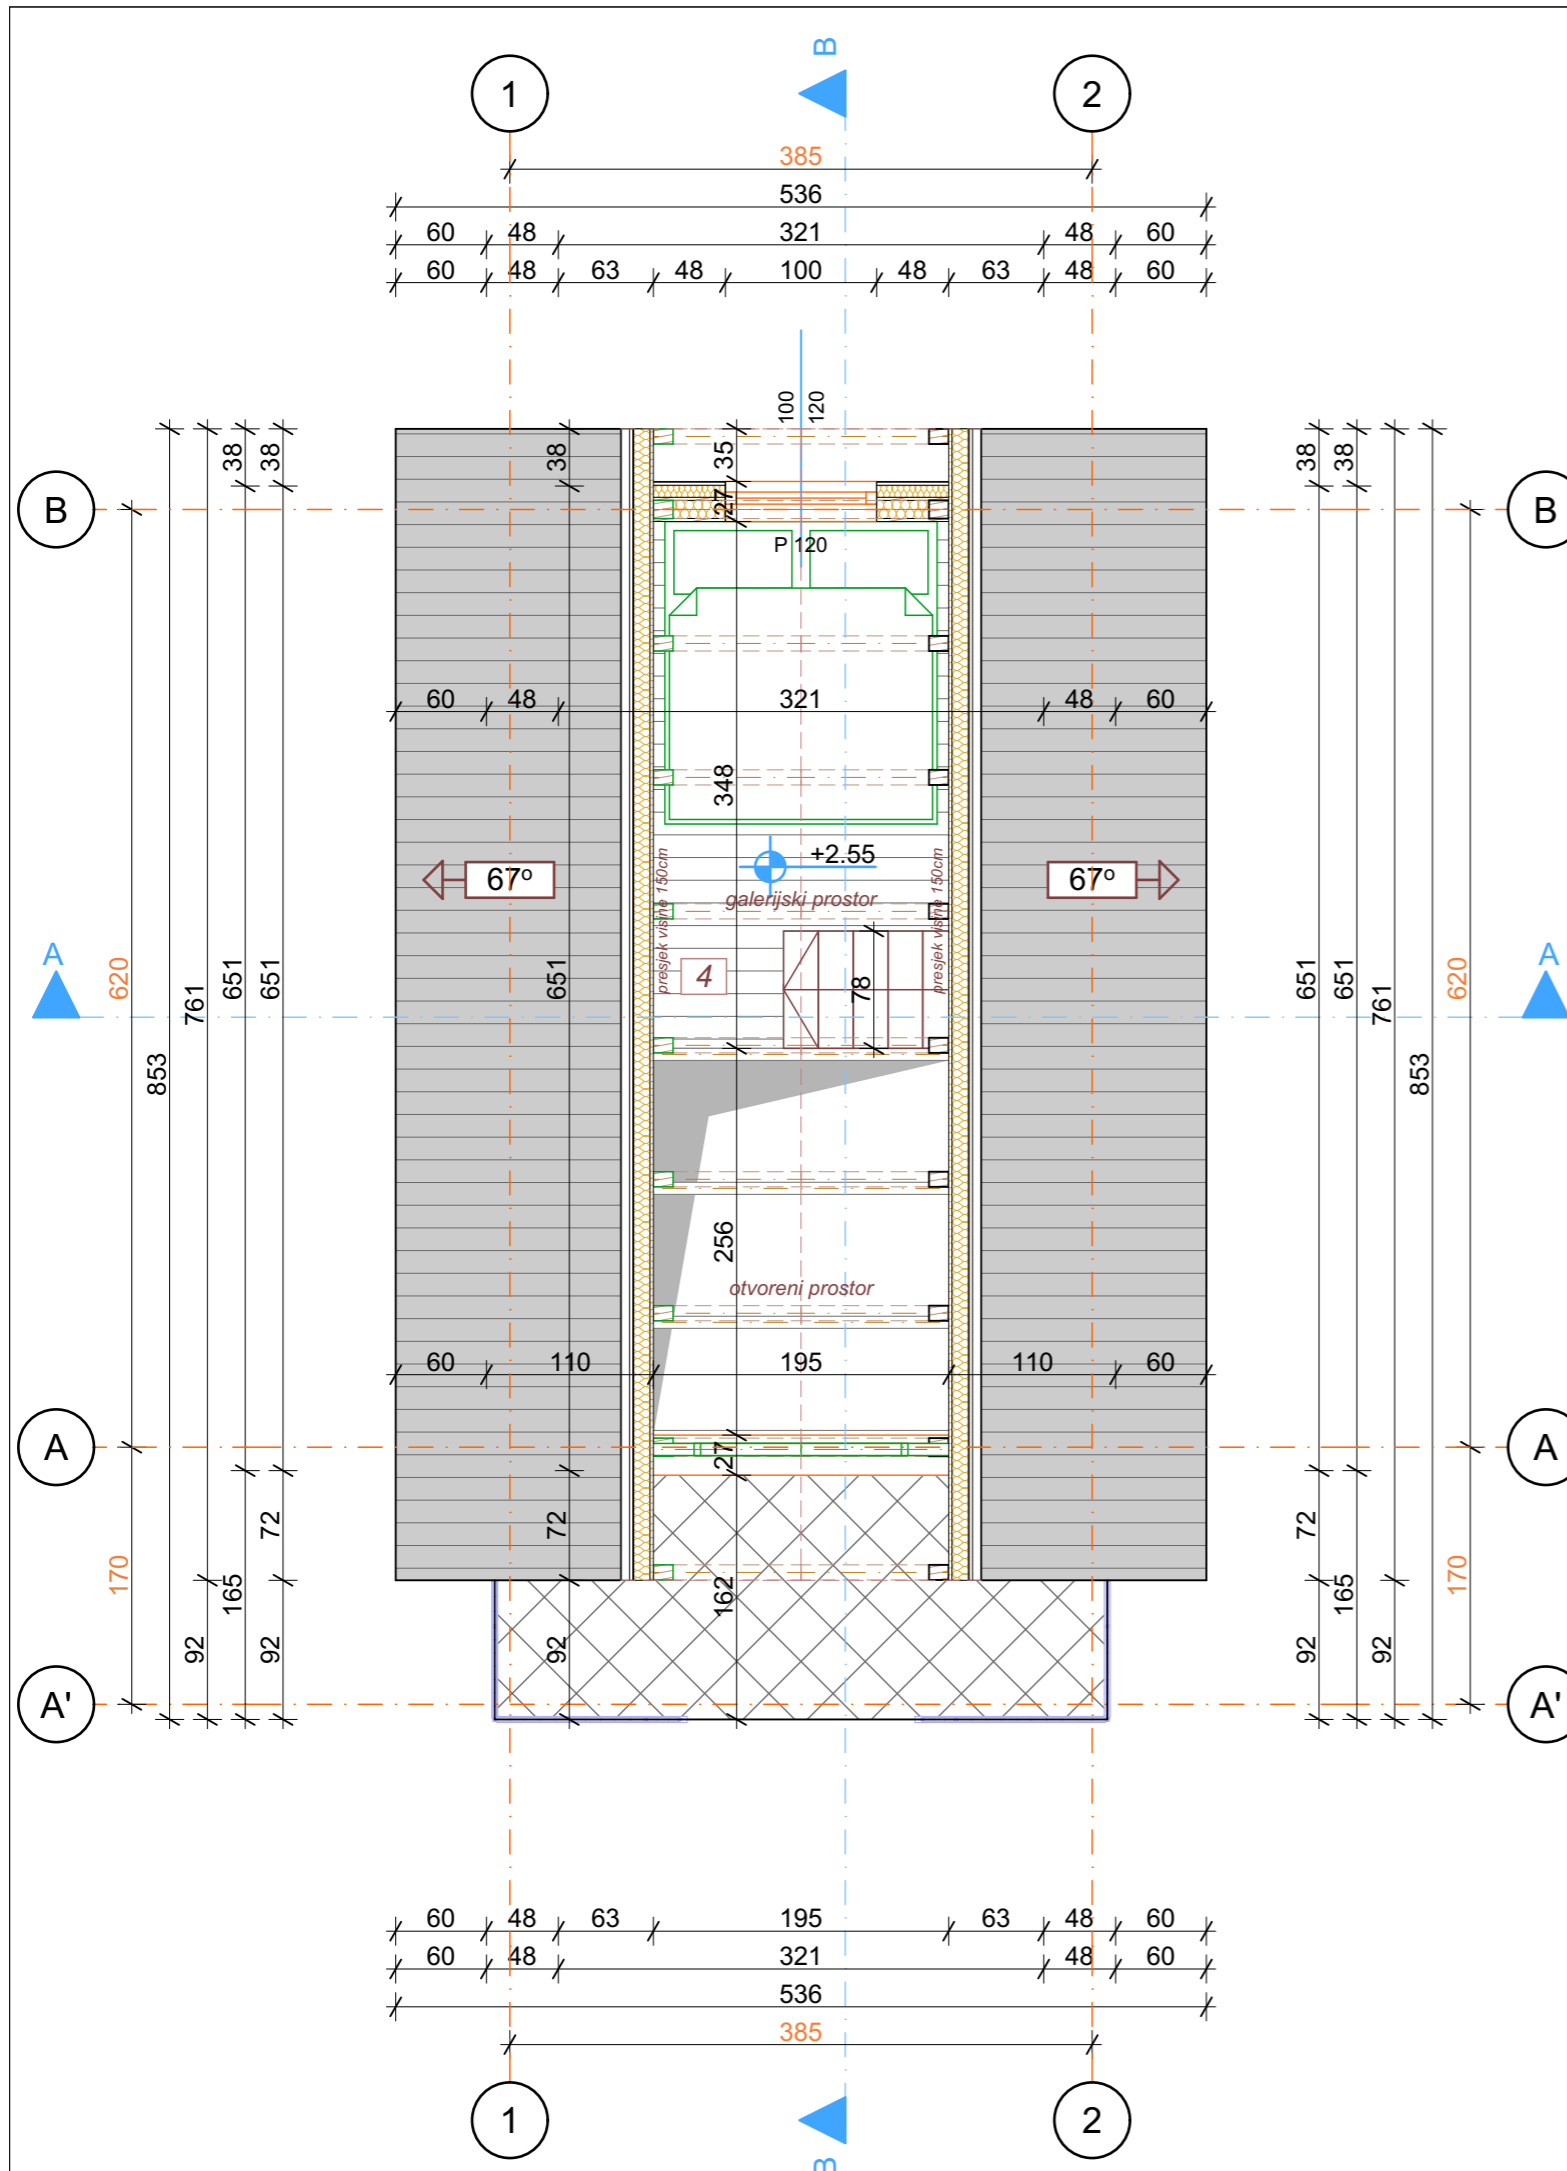 B
1
2
385
536
60 48 321 48 60
60 48 63 48 100 48 63 48 60
100
120
38 38 38 35 38 38
B
27
B
P 120
60 48 321 48 60
348
+2.55
67º
67º
galerijski prostor
presjek visine 150cm
presjek visine 150cm
4
78
A
A
620 761 651 651 651 651 651 761 620
853
853
256
otvoreni prostor
60 110 195 110 60
A
27
A
72 72 72
170 165 162 165 170
92 92 92 92 92
A'
A'
60 48 63 195 63 48 60
60 48 321 48 60
536
385
1
2
B